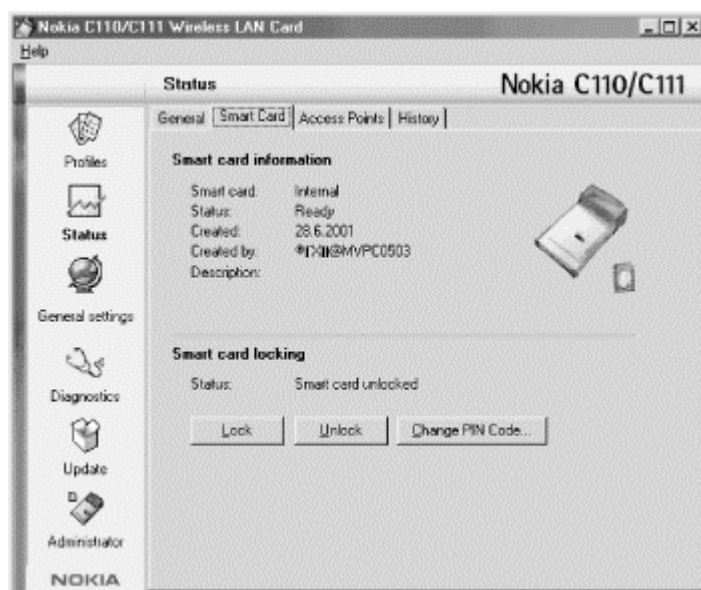 Nokia C110/C111 Wireless LAN Card
Help
Status
Nokia C110/C111
General Smart Card Access Points History
Profiles
Status
General settings
Diagnostics
Update
Administrator
NOKIA
Smart card information
Smart card: Internal
Status: Ready
Created: 28.6.2001
Created by: @MVPC0503
Description:
Smart card locking
Status: Smart card unlocked
Lock Unlock Change PIN Code...